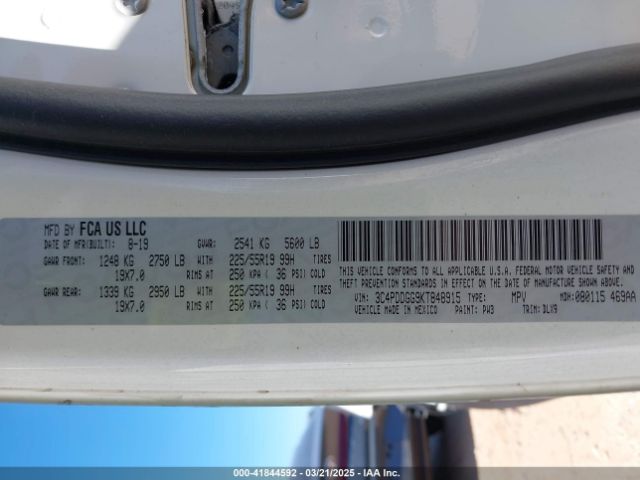 MFD BY FCA US LLC
DATE OF MFR(BUILT): 8-19 GVWR: 2541 KG 5600 LB
GAWR FRONT: 1248 KG 2750 LB WITH 225/55R19 99H TIRES
19X7.0 RIMS AT 250 KPA ( 36 PSI) COLD
GAWR REAR: 1339 KG 2950 LB WITH 225/55R19 99H TIRES
19X7.0 RIMS AT 250 KPA ( 36 PSI) COLD
THIS VEHICLE CONFORMS TO ALL APPLICABLE U.S.A. FEDERAL MOTOR VEHICLE SAFETY AND
THEFT PREVENTION STANDARDS IN EFFECT ON THE DATE OF MANUFACTURE SHOWN ABOVE.
VIN: 3C4PDDGG9KT848915 TYPE: MPV MDH: 080115 469AA
VEHICLE MADE IN MEXICO PAINT: PW3 TRIM: DLX9
000-41844592 — 03/21/2025 — IAA Inc.